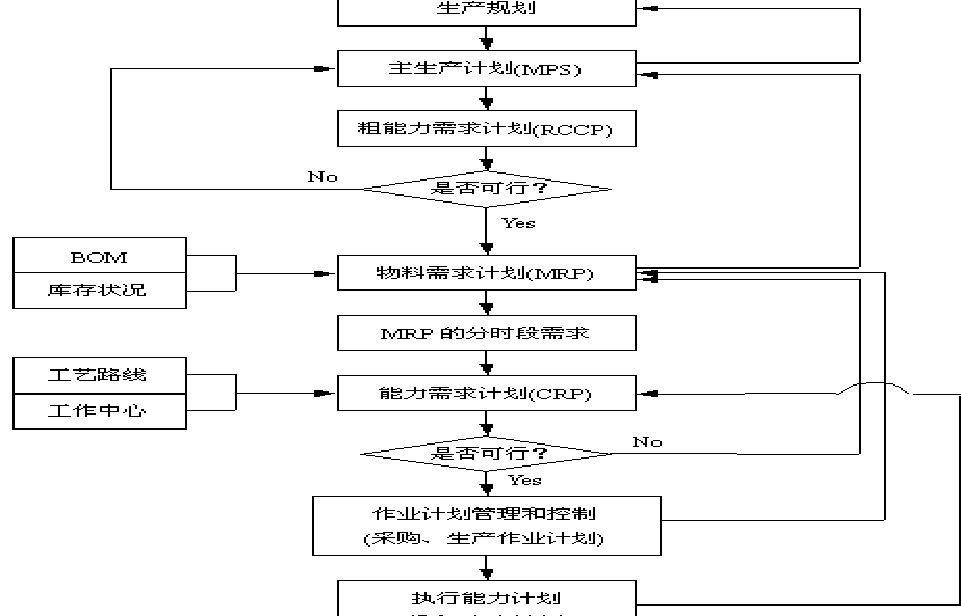 生产规划
主生产计划(MPS)
粗能力需求计划(RCCP)
No
是否可行？
Yes
BOM
物料需求计划(MRP)
库存状况
MRP 的分时段需求
工艺路线
能力需求计划(CRP)
工作中心
No
是否可行？
Yes
作业计划管理和控制
(采购、生产作业计划)
执行能力计划